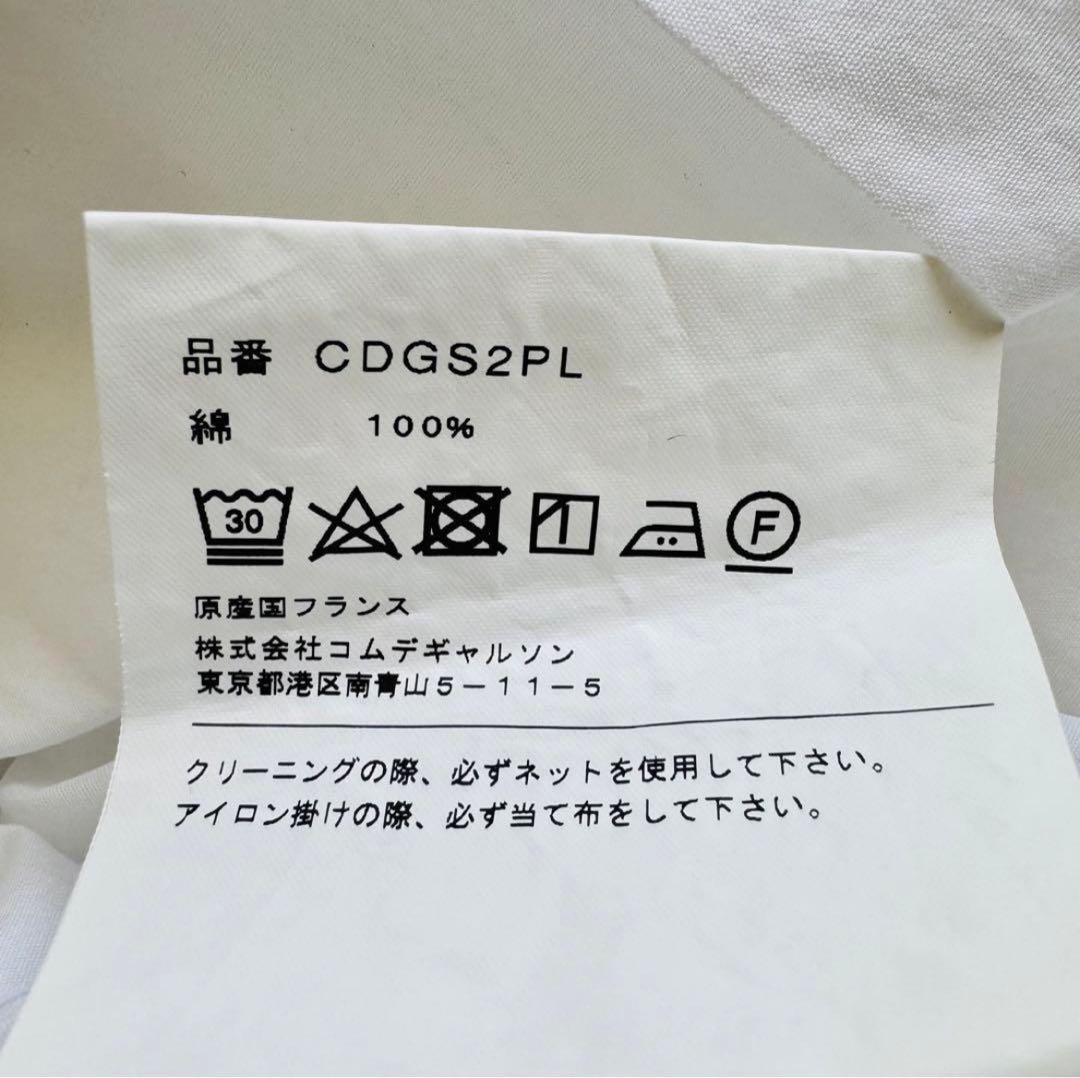 品番 CDGS2PL
綿 100%
30
F
原産国フランス
株式会社コムデギャルソン
東京都港区南青山5-11-5
クリーニングの際、必ずネットを使用して下さい。
アイロン掛けの際、必ず当て布をして下さい。